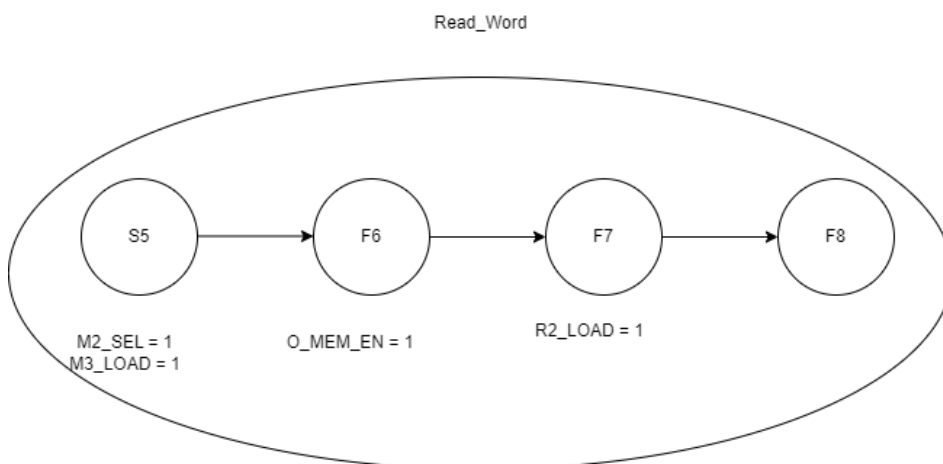 Read_Word
S5
F6
F7
F8
M2_SEL = 1
M3_LOAD = 1
O_MEM_EN = 1
R2_LOAD = 1